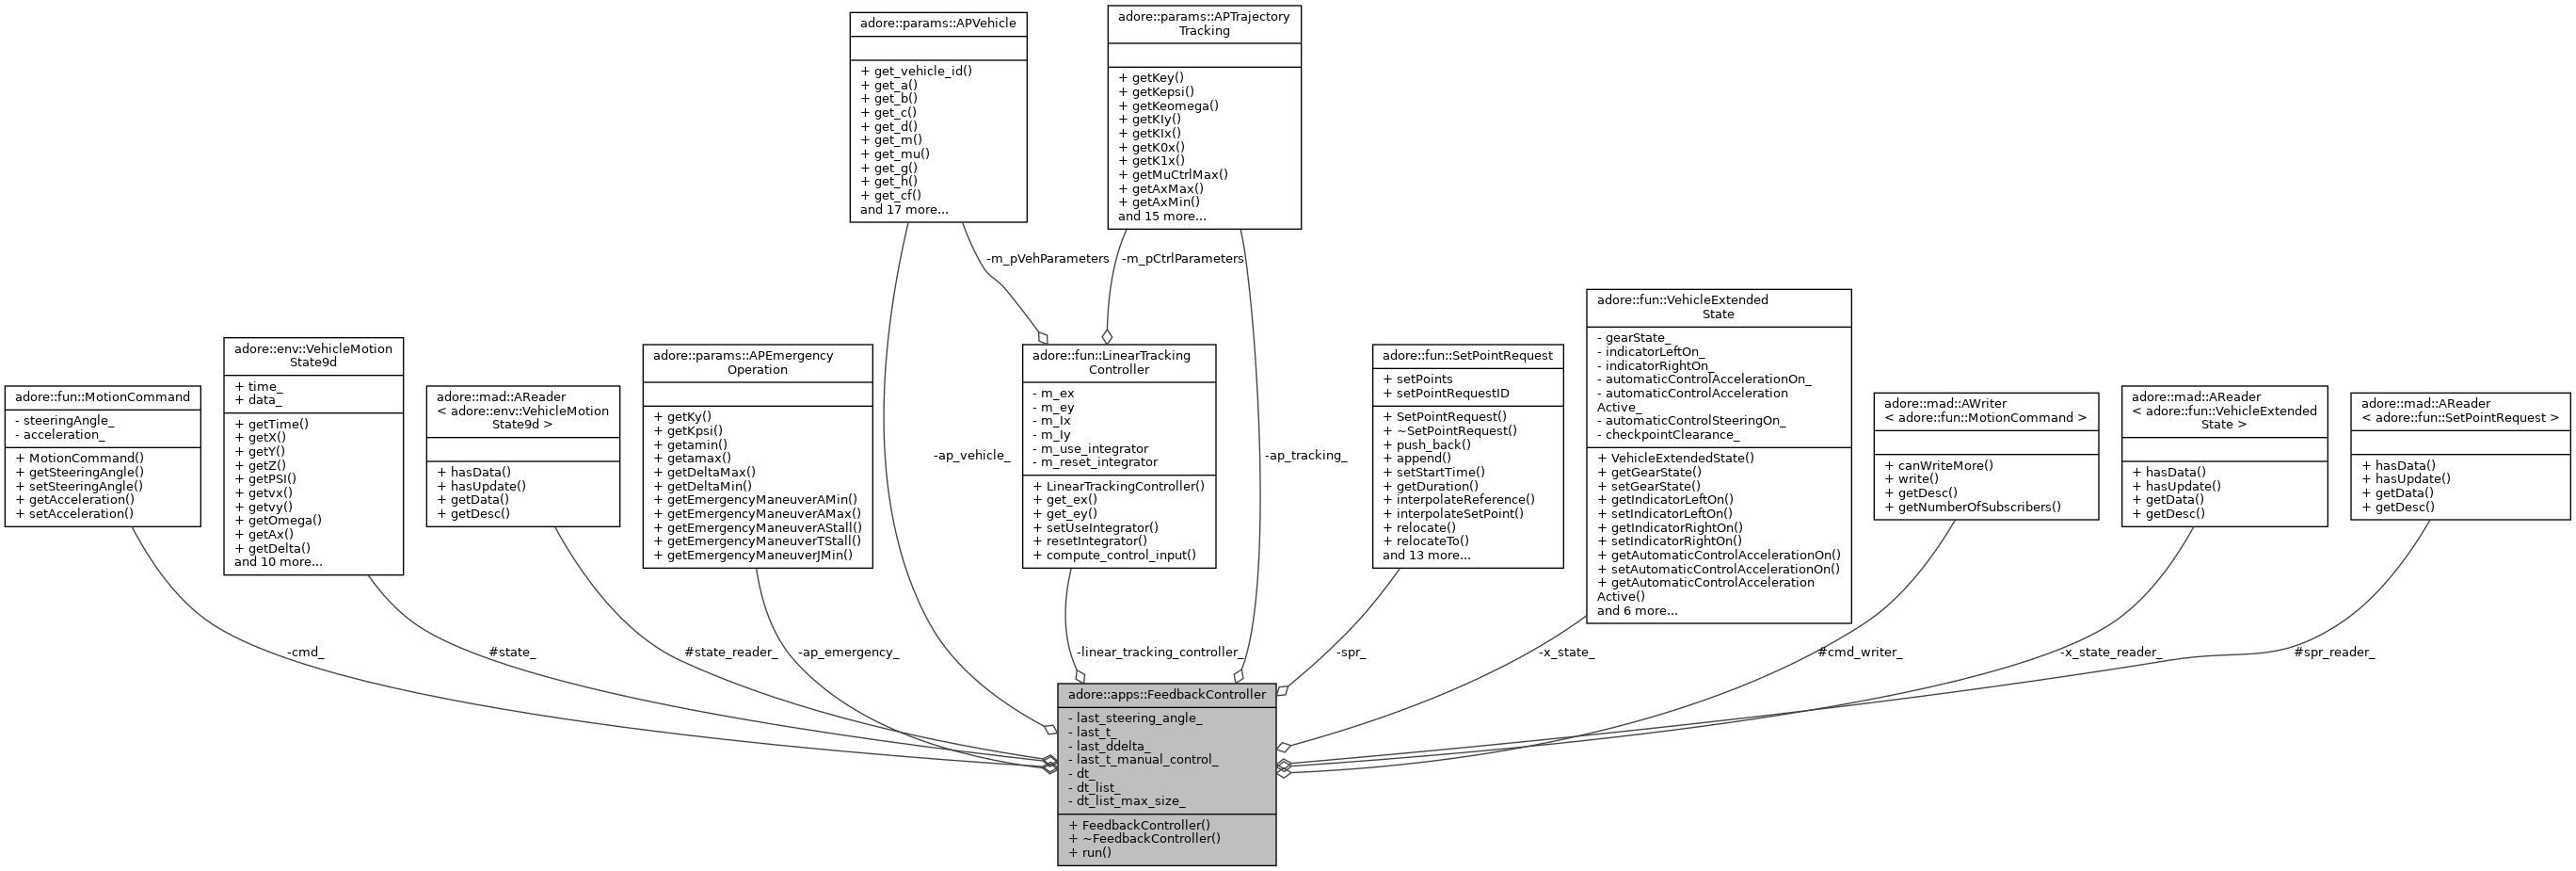 adore::params::APVehicle
+ get_vehicle_id()
+ get_a()
+ get_b()
+ get_c()
+ get_d()
+ get_m()
+ get_mu()
+ get_g()
+ get_h()
+ get_cf()
and 17 more...
adore::params::APTrajectory
Tracking
+ getKey()
+ getKepsi()
+ getKeomega()
+ getKIy()
+ getKIx()
+ getK0x()
+ getK1x()
+ getMuCtrlMax()
+ getAxMax()
+ getAxMin()
and 15 more...
-m_pVehParameters
-m_pCtrlParameters
adore::fun::MotionCommand
- steeringAngle_
- acceleration_
+ MotionCommand()
+ getSteeringAngle()
+ setSteeringAngle()
+ getAcceleration()
+ setAcceleration()
adore::env::VehicleMotion
State9d
+ time_
+ data_
+ getTime()
+ getX()
+ getY()
+ getZ()
+ getPSI()
+ getvx()
+ getvy()
+ getOmega()
+ getAx()
+ getDelta()
and 10 more...
adore::mad::AReader
< adore::env::VehicleMotion
State9d >
+ hasData()
+ hasUpdate()
+ getData()
+ getDesc()
adore::params::APEmergency
Operation
+ getKy()
+ getKpsi()
+ getamin()
+ getamax()
+ getDeltaMax()
+ getDeltaMin()
+ getEmergencyManeuverAMin()
+ getEmergencyManeuverAMax()
+ getEmergencyManeuverAStall()
+ getEmergencyManeuverTStall()
+ getEmergencyManeuverJMin()
-ap_vehicle_
adore::fun::LinearTracking
Controller
- m_ex
- m_ey
- m_Ix
- m_Iy
- m_use_integrator
- m_reset_integrator
+ LinearTrackingController()
+ get_ex()
+ get_ey()
+ setUseIntegrator()
+ resetIntegrator()
+ compute_control_input()
-ap_tracking_
adore::fun::SetPointRequest
+ setPoints
+ setPointRequestID
+ SetPointRequest()
+ ~SetPointRequest()
+ push_back()
+ append()
+ setStartTime()
+ getDuration()
+ interpolateReference()
+ interpolateSetPoint()
+ relocate()
+ relocateTo()
and 13 more...
adore::fun::VehicleExtended
State
- gearState_
- indicatorLeftOn_
- indicatorRightOn_
- automaticControlAccelerationOn_
- automaticControlAcceleration
Active_
- automaticControlSteeringOn_
- checkpointClearance_
+ VehicleExtendedState()
+ getGearState()
+ setGearState()
+ getIndicatorLeftOn()
+ setIndicatorLeftOn()
+ getIndicatorRightOn()
+ setIndicatorRightOn()
+ getAutomaticControlAccelerationOn()
+ setAutomaticControlAccelerationOn()
+ getAutomaticControlAcceleration
Active()
and 6 more...
adore::mad::AWriter
< adore::fun::MotionCommand >
+ canWriteMore()
+ write()
+ getDesc()
+ getNumberOfSubscribers()
adore::mad::AReader
< adore::fun::VehicleExtended
State >
+ hasData()
+ hasUpdate()
+ getData()
+ getDesc()
adore::mad::AReader
< adore::fun::SetPointRequest >
+ hasData()
+ hasUpdate()
+ getData()
+ getDesc()
-cmd_
#state_
#state_reader_
-ap_emergency_
-linear_tracking_controller_
-spr_
-x_state_
#cmd_writer_
-x_state_reader_
#spr_reader_
adore::apps::FeedbackController
- last_steering_angle_
- last_t_
- last_ddelta_
- last_t_manual_control_
- dt_
- dt_list_
- dt_list_max_size_
+ FeedbackController()
+ ~FeedbackController()
+ run()